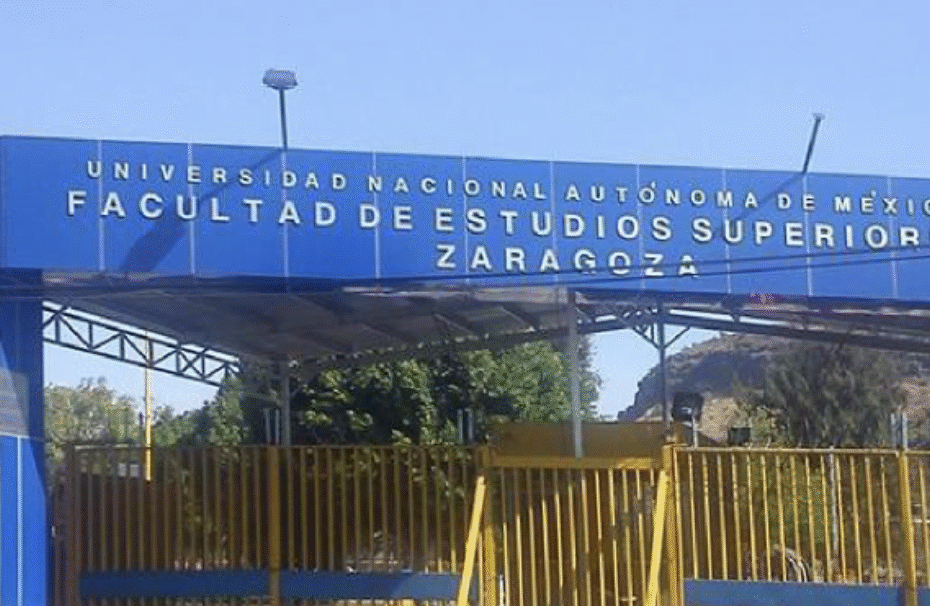 UNIVERSIDAD NACIONAL AUTÓNOMA DE MÉXIC
FACULTAD DE ESTUDIOS SUPERIOR
ZARAGOZA